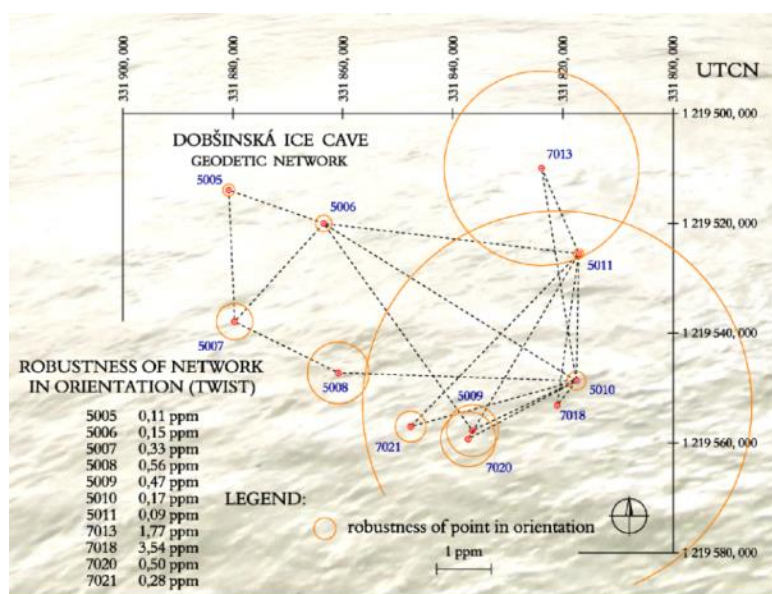 331 900, 000
331 880, 000
331 860, 000
331 840, 000
331 820, 000
331 800, 000
UTCN
1 219 500, 000
DOBŠINSKÁ ICE CAVE
GEODETIC NETWORK
7013
5005
5006
1 219 520, 000
5011
5007
1 219 540, 000
ROBUSTNESS OF NETWORK
IN ORIENTATION (TWIST)
5008
5009
5010
7018
7021
1 219 560, 000
7020
5005 0,11 ppm
5006 0,15 ppm
5007 0,33 ppm
5008 0,56 ppm
5009 0,47 ppm
5010 0,17 ppm
5011 0,09 ppm
7013 1,77 ppm
7018 3,54 ppm
7020 0,50 ppm
7021 0,28 ppm
LEGEND:
robustness of point in orientation
1 ppm
1 219 580, 000